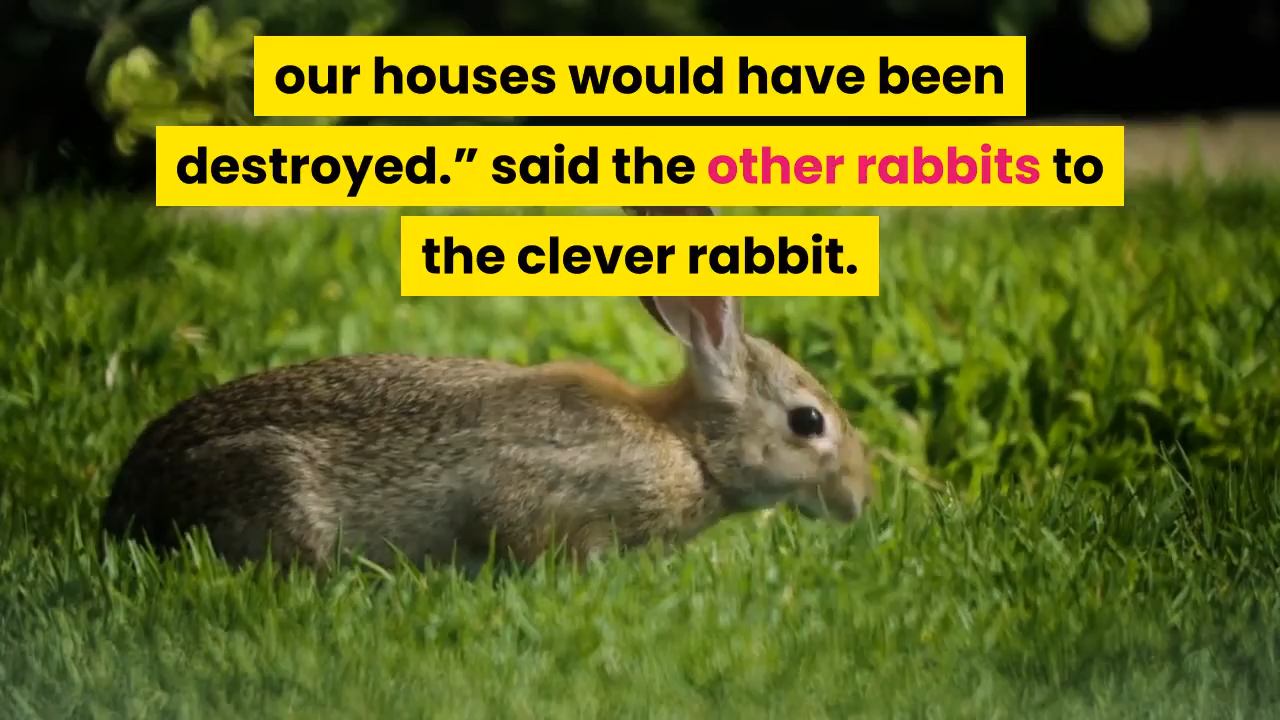 our houses would have been
destroyed.” said the other rabbits to
the clever rabbit.